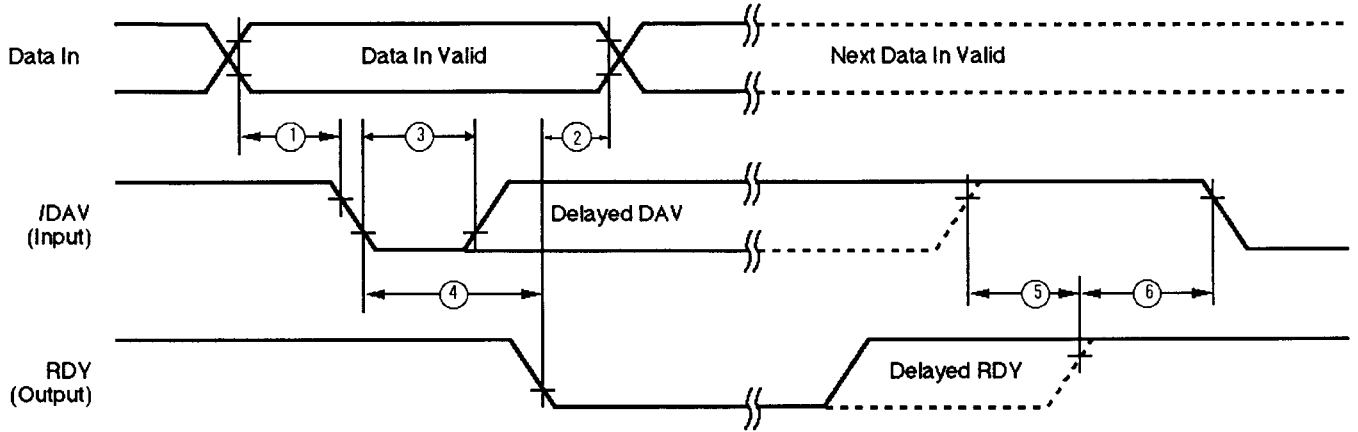 Data In
Data In Valid
Next Data In Valid
1
3
2
/DAV
(Input)
Delayed DAV
4
5
6
RDY
(Output)
Delayed RDY